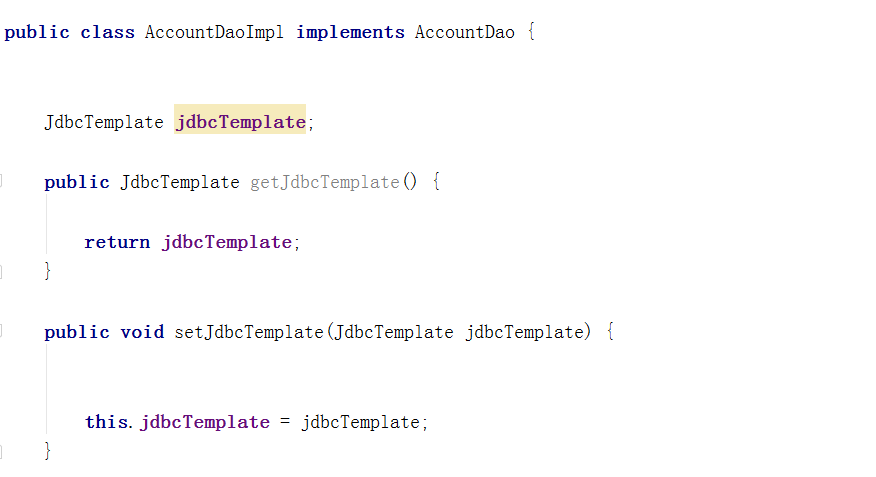 public class AccountDaoImpl implements AccountDao {
JdbcTemplate jdbcTemplate;
public JdbcTemplate getJdbcTemplate() {
return jdbcTemplate;
}
public void setJdbcTemplate(JdbcTemplate jdbcTemplate) {
this.jdbcTemplate = jdbcTemplate;
}